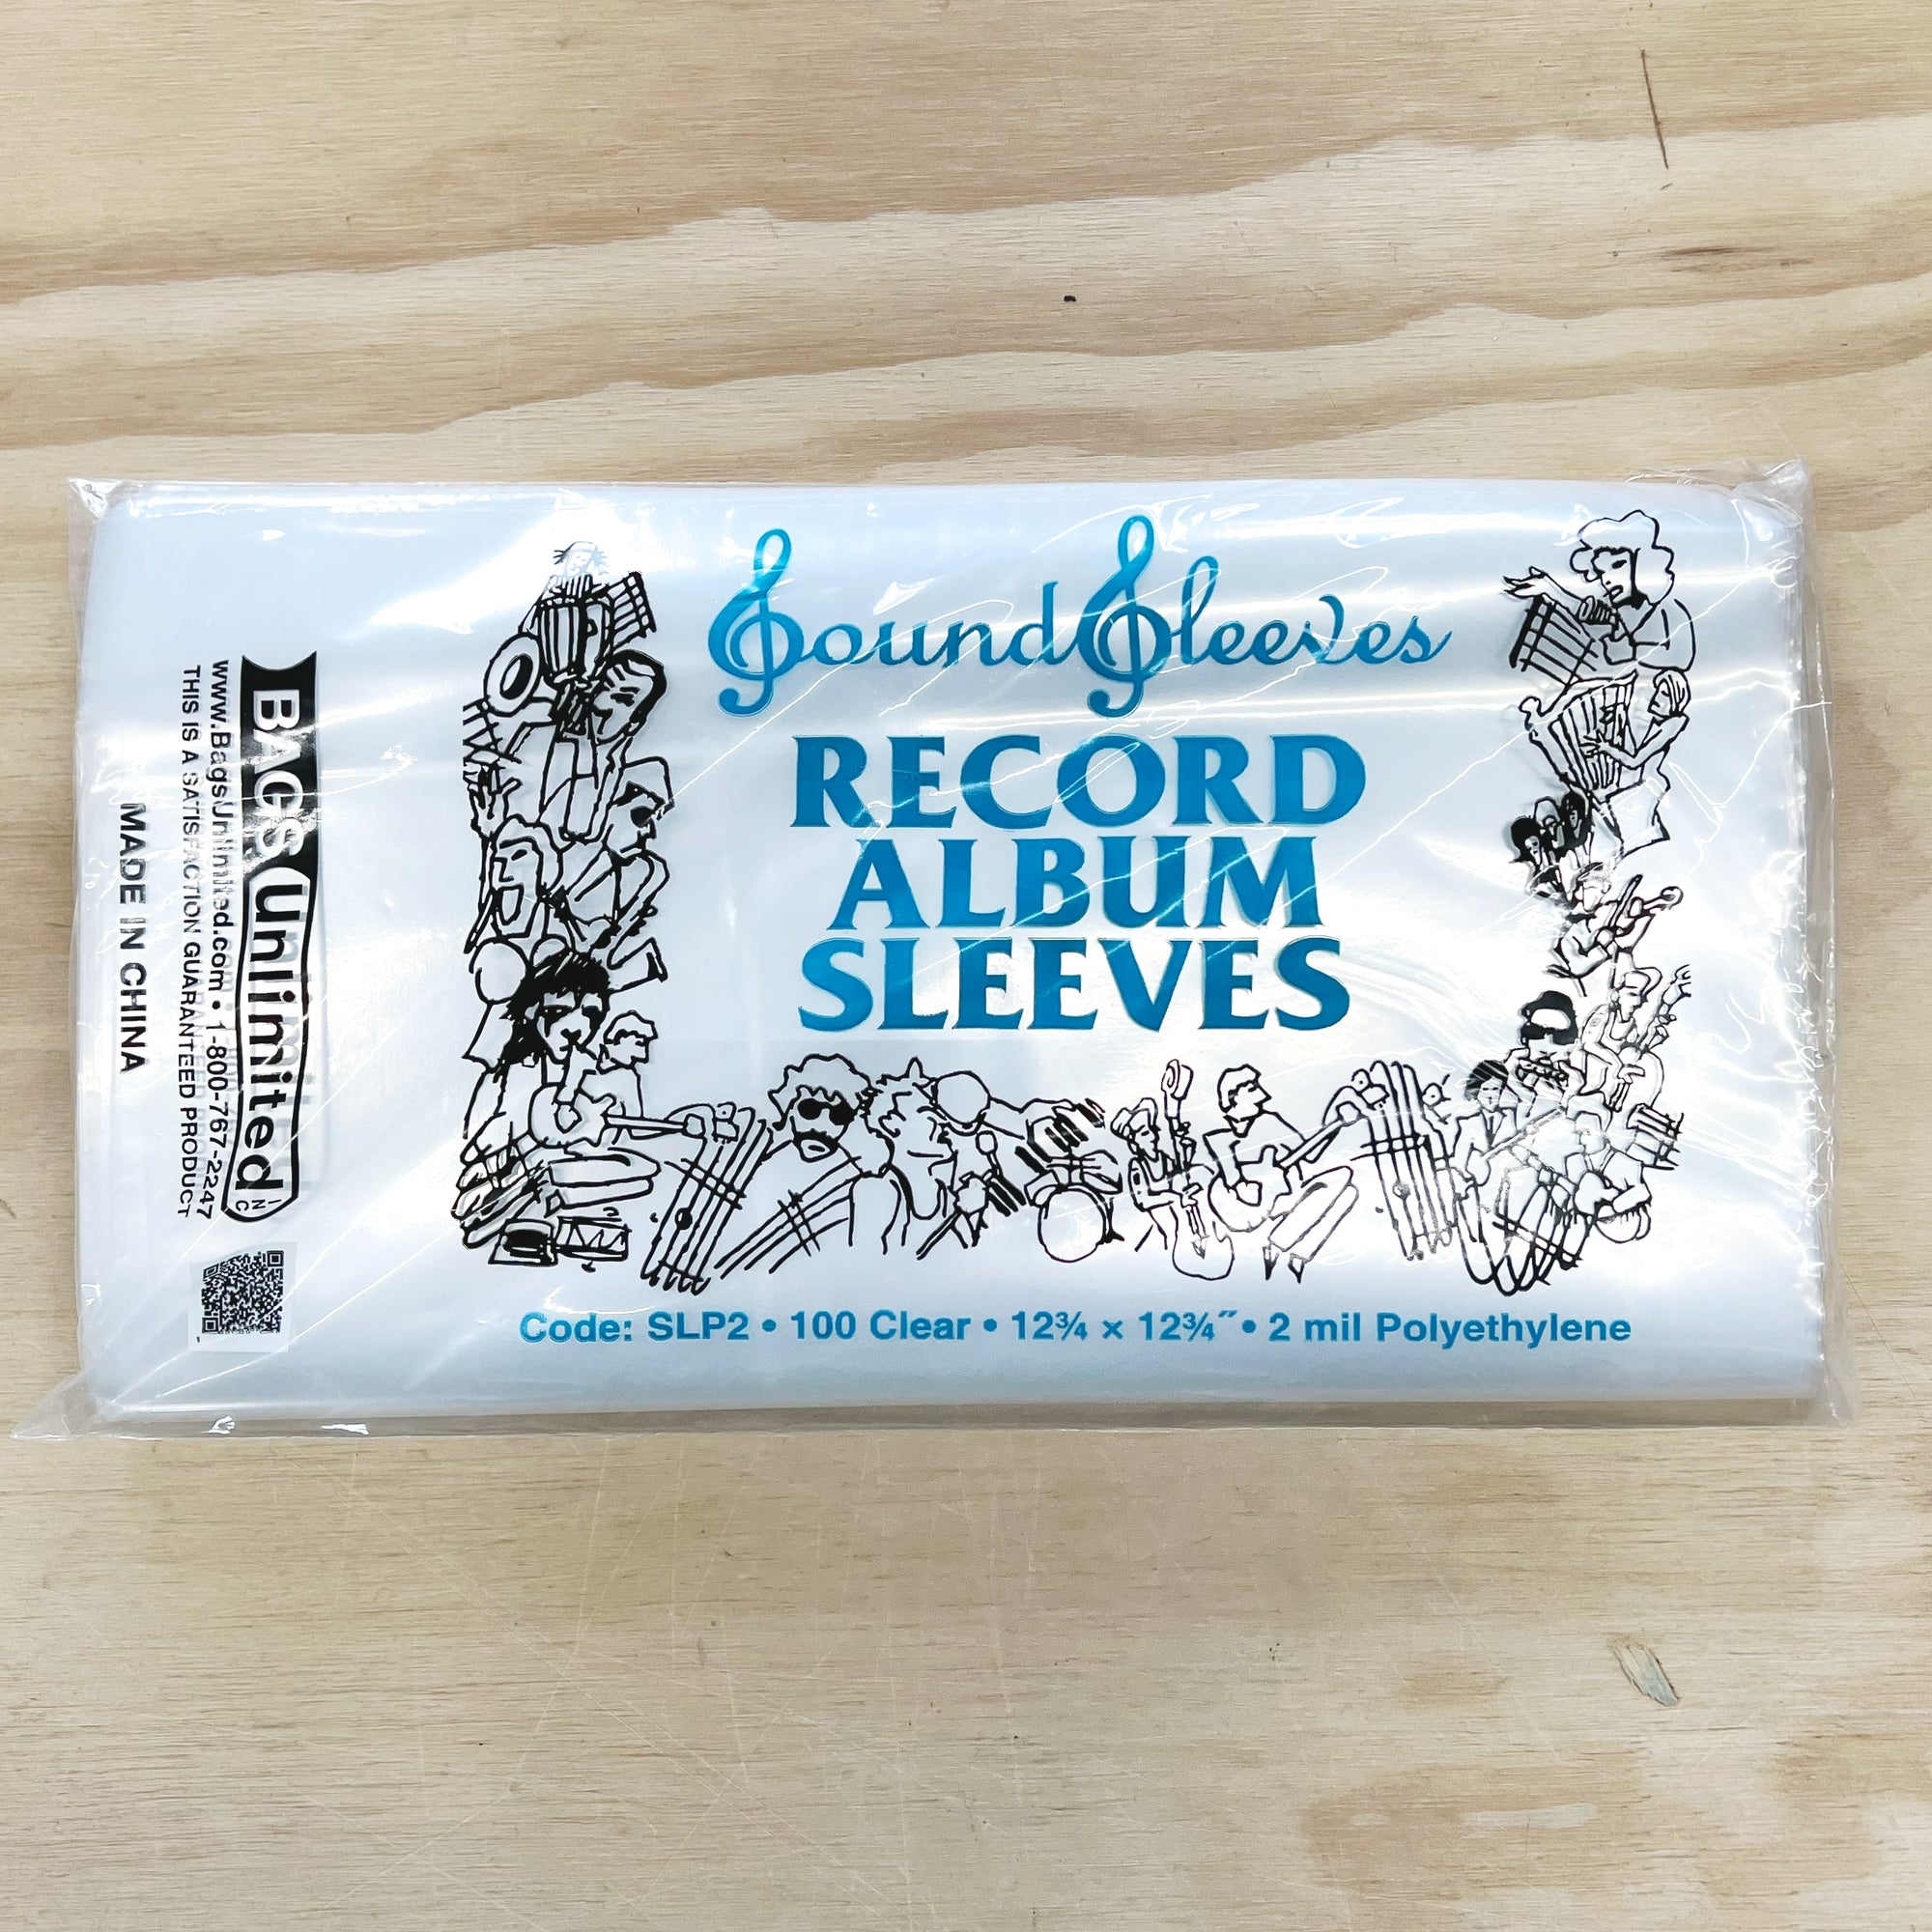 SoundSleeves
RECORD
ALBUM
SLEEVES
Code: SLP2 • 100 Clear • 12¾ × 12¾″ • 2 mil Polyethylene
BAGS Unlimited INC
www.BagsUnlimited.com • 1-800-767-2247
THIS IS A SATISFACTION GUARANTEED PRODUCT
MADE IN CHINA